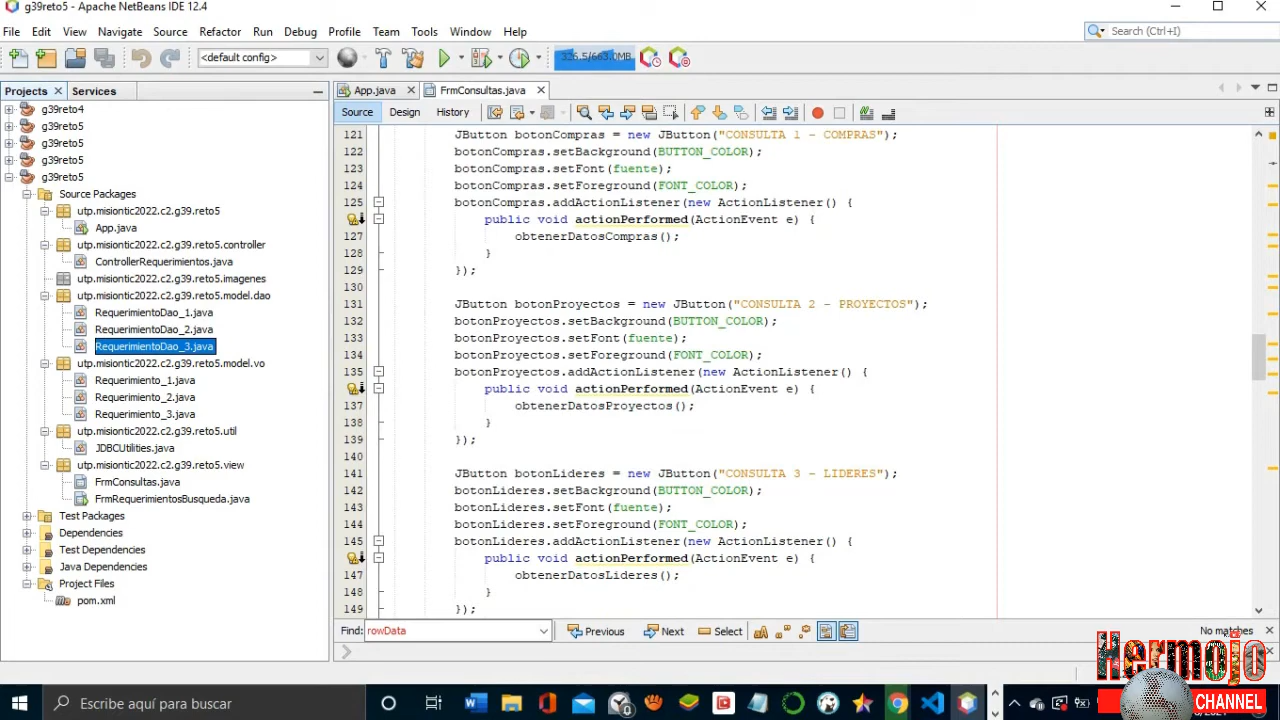 g39reto5 - Apache NetBeans IDE 12.4
File Edit View Navigate Source Refactor Run Debug Profile Team Tools Window Help
Search (Ctrl+I)
<default config>
326.5/663.0MB
Projects
Services
g39reto4
g39reto5
g39reto5
g39reto5
g39reto5
Source Packages
utp.misiontic2022.c2.g39.reto5
App.java
utp.misiontic2022.c2.g39.reto5.controller
ControllerRequerimientos.java
utp.misiontic2022.c2.g39.reto5.imagenes
utp.misiontic2022.c2.g39.reto5.model.dao
RequerimientoDao_1.java
RequerimientoDao_2.java
RequerimientoDao_3.java
utp.misiontic2022.c2.g39.reto5.model.vo
Requerimiento_1.java
Requerimiento_2.java
Requerimiento_3.java
utp.misiontic2022.c2.g39.reto5.util
JDBCUtilities.java
utp.misiontic2022.c2.g39.reto5.view
FrmConsultas.java
FrmRequerimientosBusqueda.java
Test Packages
Dependencies
Test Dependencies
Java Dependencies
Project Files
pom.xml
App.java
FrmConsultas.java
Source Design History
121 JButton botonCompras = new JButton("CONSULTA 1 - COMPRAS");
122 botonCompras.setBackground(BUTTON_COLOR);
123 botonCompras.setFont(fuente);
124 botonCompras.setForeground(FONT_COLOR);
125 botonCompras.addActionListener(new ActionListener() {
public void actionPerformed(ActionEvent e) {
127 obtenerDatosCompras();
128 }
129 });
130
131 JButton botonProyectos = new JButton("CONSULTA 2 - PROYECTOS");
132 botonProyectos.setBackground(BUTTON_COLOR);
133 botonProyectos.setFont(fuente);
134 botonProyectos.setForeground(FONT_COLOR);
135 botonProyectos.addActionListener(new ActionListener() {
public void actionPerformed(ActionEvent e) {
137 obtenerDatosProyectos();
138 }
139 });
140
141 JButton botonLideres = new JButton("CONSULTA 3 - LIDERES");
142 botonLideres.setBackground(BUTTON_COLOR);
143 botonLideres.setFont(fuente);
144 botonLideres.setForeground(FONT_COLOR);
145 botonLideres.addActionListener(new ActionListener() {
public void actionPerformed(ActionEvent e) {
147 obtenerDatosLideres();
148 }
149 });
Find: rowData
Previous Next Select
No matches
Hermojo
CHANNEL
Escribe aquí para buscar